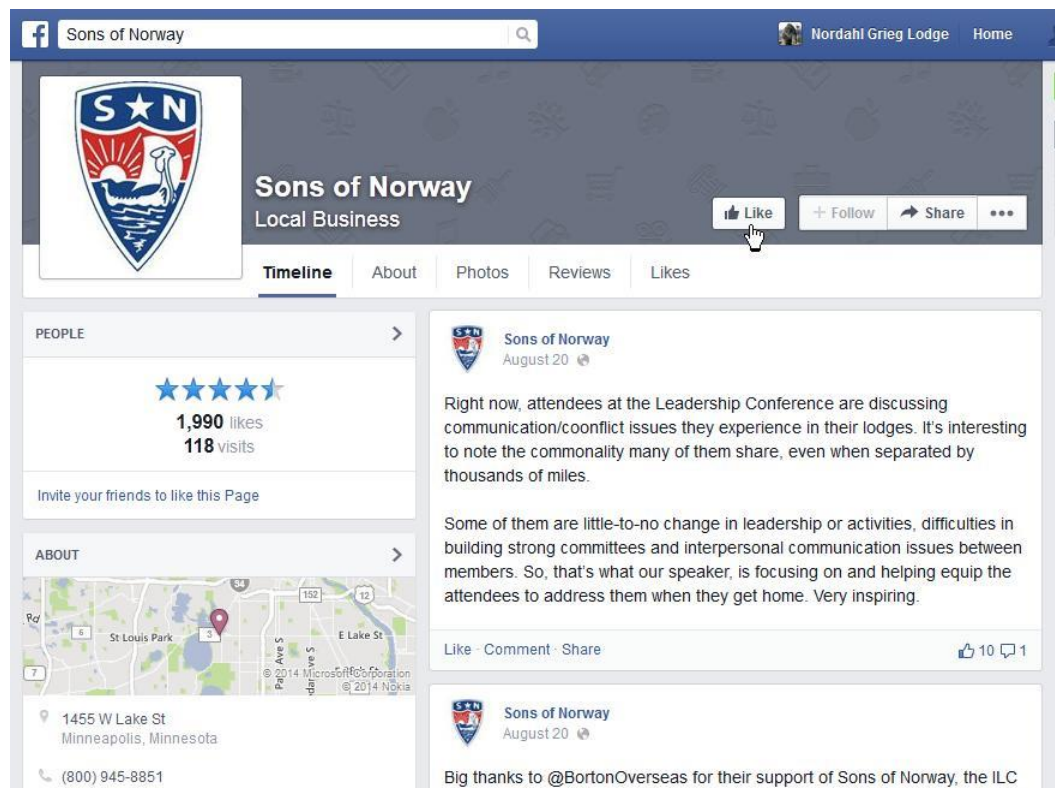 Sons of Norway
Nordahl Grieg Lodge Home
S★N
Sons of Norway
Local Business
Like
+ Follow
Share
Timeline About Photos Reviews Likes
PEOPLE
1,990 likes
118 visits
Invite your friends to like this Page
ABOUT
152
12
Rd
6
St Louis Park
3
E Lake St
7
© 2014 Microsoft Corporation
© 2014 Nokia
1455 W Lake St
Minneapolis, Minnesota
(800) 945-8851
S★N
Sons of Norway
August 20
Right now, attendees at the Leadership Conference are discussing
communication/coonflict issues they experience in their lodges. It's interesting
to note the commonality many of them share, even when separated by
thousands of miles.
Some of them are little-to-no change in leadership or activities, difficulties in
building strong committees and interpersonal communication issues between
members. So, that's what our speaker, is focusing on and helping equip the
attendees to address them when they get home. Very inspiring.
Like · Comment · Share
10 1
S★N
Sons of Norway
August 20
Big thanks to @BortonOverseas for their support of Sons of Norway, the ILC